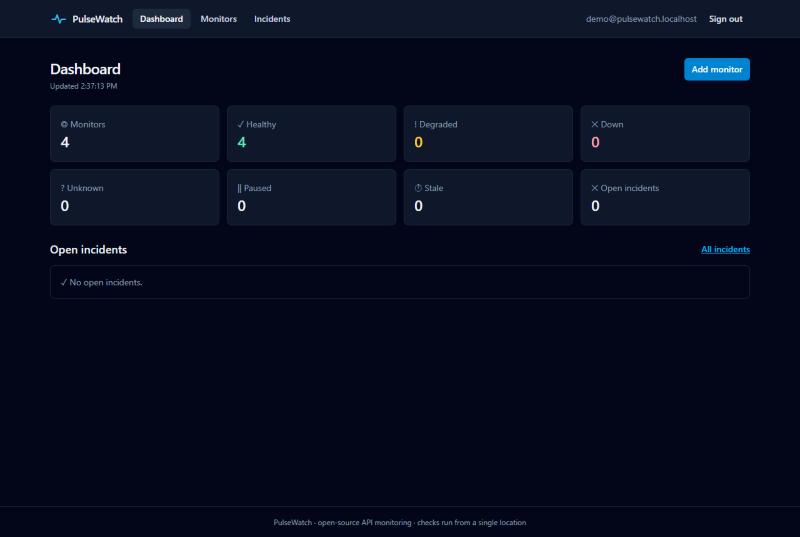 PulseWatch Dashboard Monitors Incidents demo@pulsewatch.localhost Sign out
Dashboard Add monitor
Updated 2:37:13 PM
⚙ Monitors ✓ Healthy ! Degraded ✕ Down
4 4 0 0
? Unknown || Paused ⏱ Stale ✕ Open incidents
0 0 0 0
Open incidents All incidents
✓ No open incidents.
PulseWatch · open-source API monitoring · checks run from a single location